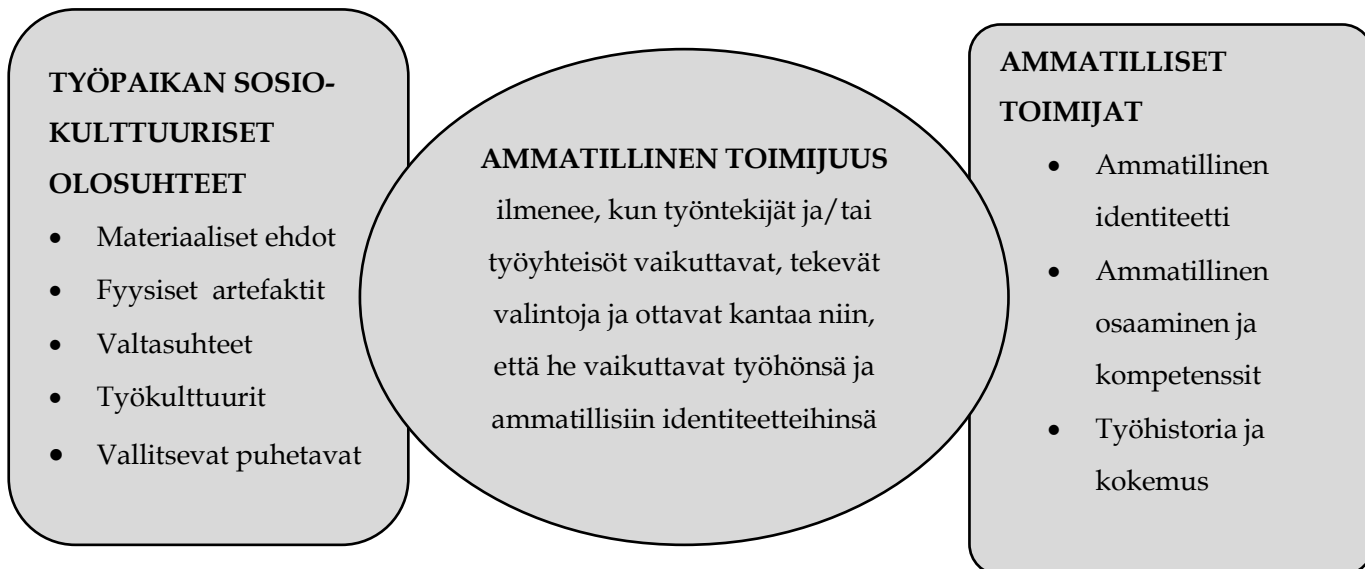 TYÖPAIKAN SOSIO-
KULTTUURISET
OLOSUHTEET
• Materiaaliset ehdot
• Fyysiset artefaktit
• Valtasuhteet
• Työkulttuurit
• Vallitsevat puhetavat
AMMATILLINEN TOIMIJUUS
ilmenee, kun työntekijät ja/tai
työyhteisöt vaikuttavat, tekevät
valintoja ja ottavat kantaa niin,
että he vaikuttavat työhönsä ja
ammatillisiin identiteetteihinsä
AMMATILLISET
TOIMIJAT
• Ammatillinen
identiteetti
• Ammatillinen
osaaminen ja
kompetenssit
• Työhistoria ja
kokemus